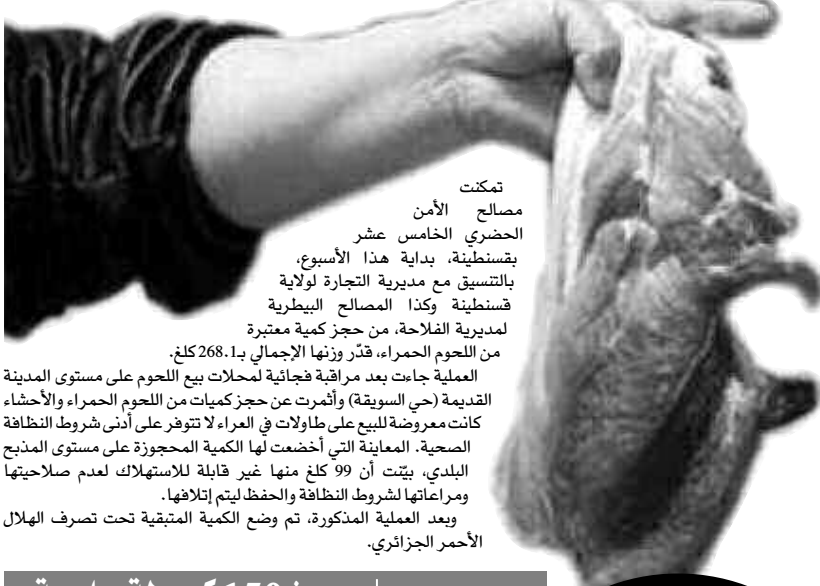 تمكنت
مصالح الأمن
الحضري الخامس عشر
بقسنطينة، بداية هذا الأسبوع،
بالتنسيق مع مديرية التجارة لولاية
قسنطينة وكذا المصالح البيطرية
لمديرية الفلاحة، من حجز كمية معتبرة
من اللحوم الحمراء، قدّر وزنها الإجمالي بـ268.1 كلغ.
العملية جاءت بعد مراقبة فجائية لمحلات بيع اللحوم على مستوى المدينة
القديمة (حي السويقة) وأثمرت عن حجز كميات من اللحوم الحمراء والأحشاء
كانت معروضة للبيع على طاولات في العراء لا تتوفر على أدنى شروط النظافة
الصحية. المعاينة التي أخضعت لها الكمية المحجوزة على مستوى المذبح
البلدي، بيّنت أن 99 كلغ منها غير قابلة للاستهلاك لعدم صلاحيتها
ومراعاتها لشروط النظافة والحفظ ليتم إتلافها.
وبعد العملية المذكورة، تم وضع الكمية المتبقية تحت تصرف الهلال
الأحمر الجزائري.